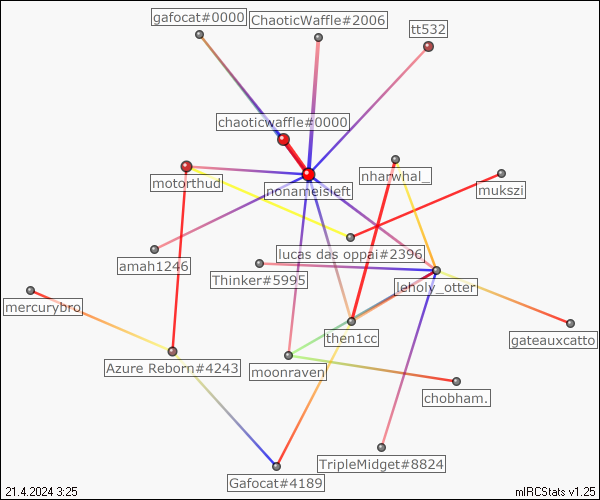 gafocat#0000
ChaoticWaffle#2006
tt532
chaoticwaffle#0000
nharwhal_
motorthud
nonameisleft
mukszi
lucas das oppai#2396
amah1246
Thinker#5995
leholy_otter
mercurybro
then1cc
gateauxcatto
Azure Reborn#4243
moonraven
chobham.
TripleMidget#8824
Gafocat#4189
21.4.2024 3:25
mIRCStats v1.25